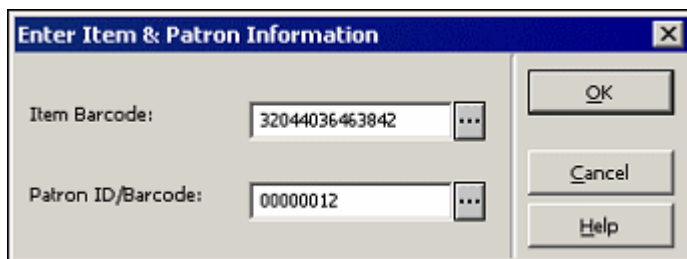 Enter Item & Patron Information
OK
Item Barcode: 32044036463842 ...
Cancel
Patron ID/Barcode: 00000012 ...
Help